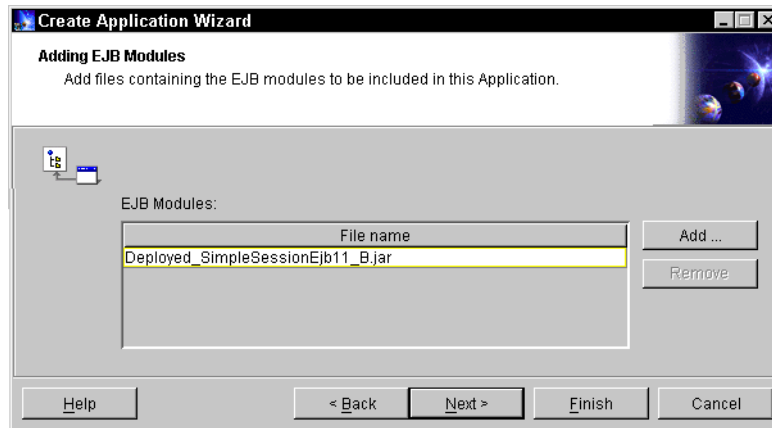 Create Application Wizard
Adding EJB Modules
Add files containing the EJB modules to be included in this Application.
EJB Modules:
File name
Deployed_SimpleSessionEjb11_B.jar
Add ...
Remove
Help
< Back
Next >
Finish
Cancel